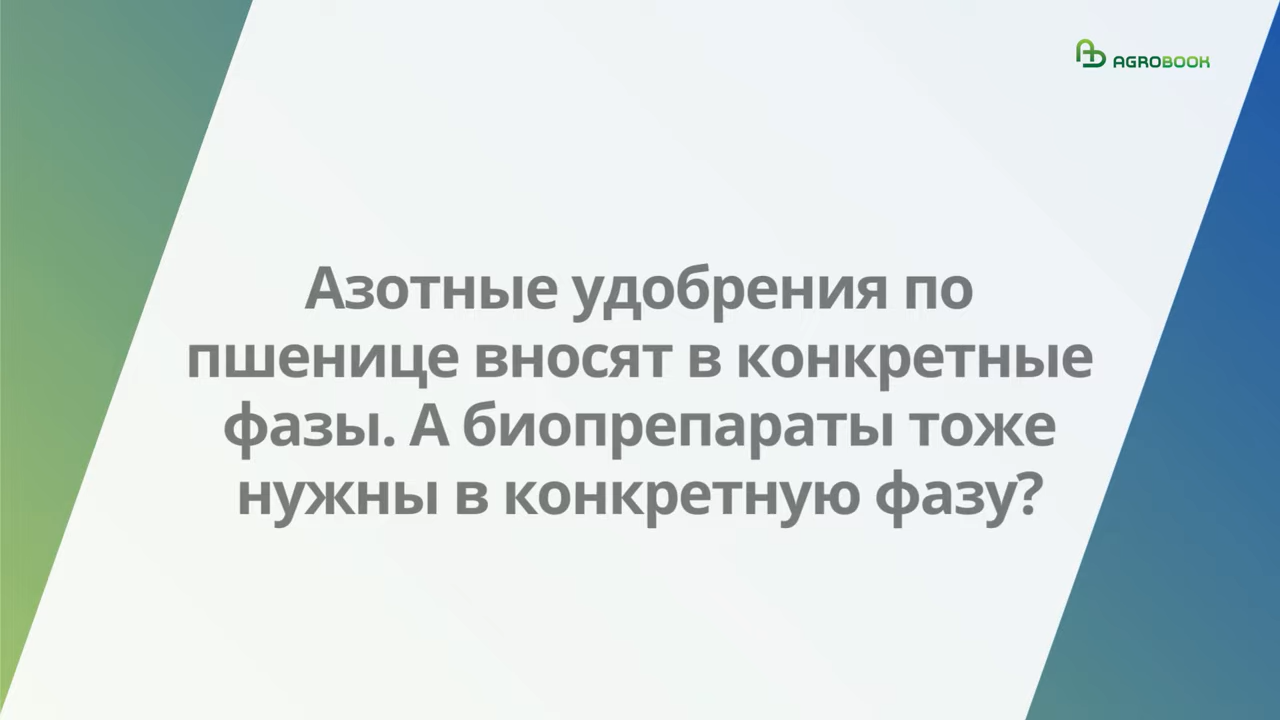 AGROBOOK
Азотные удобрения по
пшенице вносят в конкретные
фазы. А биопрепараты тоже
нужны в конкретную фазу?